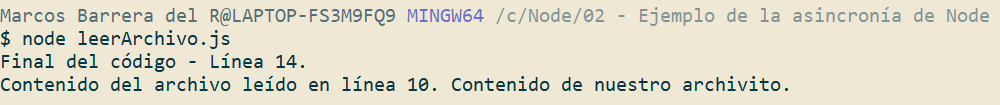 Marcos Barrera del R@LAPTOP-FS3M9FQ9 MINGW64 /c/Node/02 - Ejemplo de la asincronía de Node
$ node leerArchivo.js
Final del código - Línea 14.
Contenido del archivo leído en línea 10. Contenido de nuestro archivito.